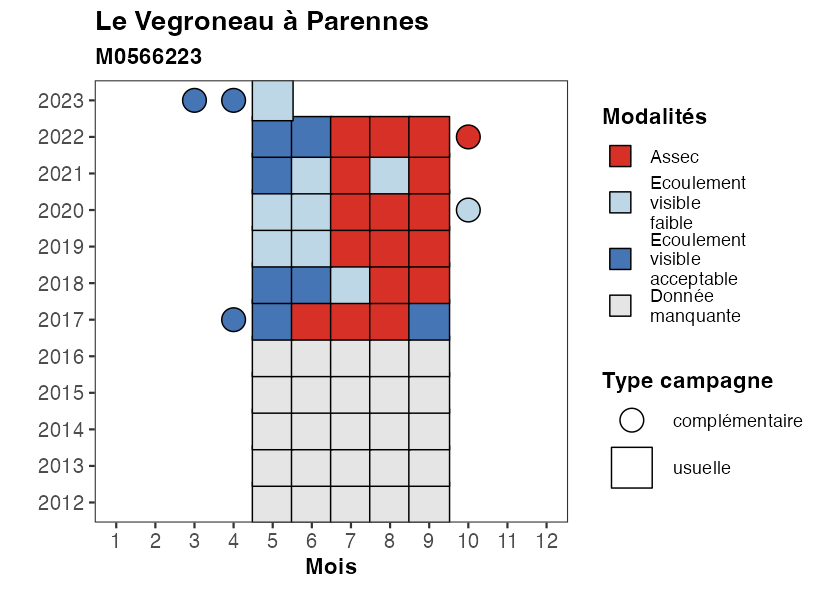 Le Vegroneau à Parennes
M0566223
2023
2022
2021
2020
2019
2018
2017
2016
2015
2014
2013
2012
1 2 3 4 5 6 7 8 9 10 11 12
Mois
Modalités
Assec
Ecoulement
visible
faible
Ecoulement
visible
acceptable
Donnée
manquante
Type campagne
complémentaire
usuelle